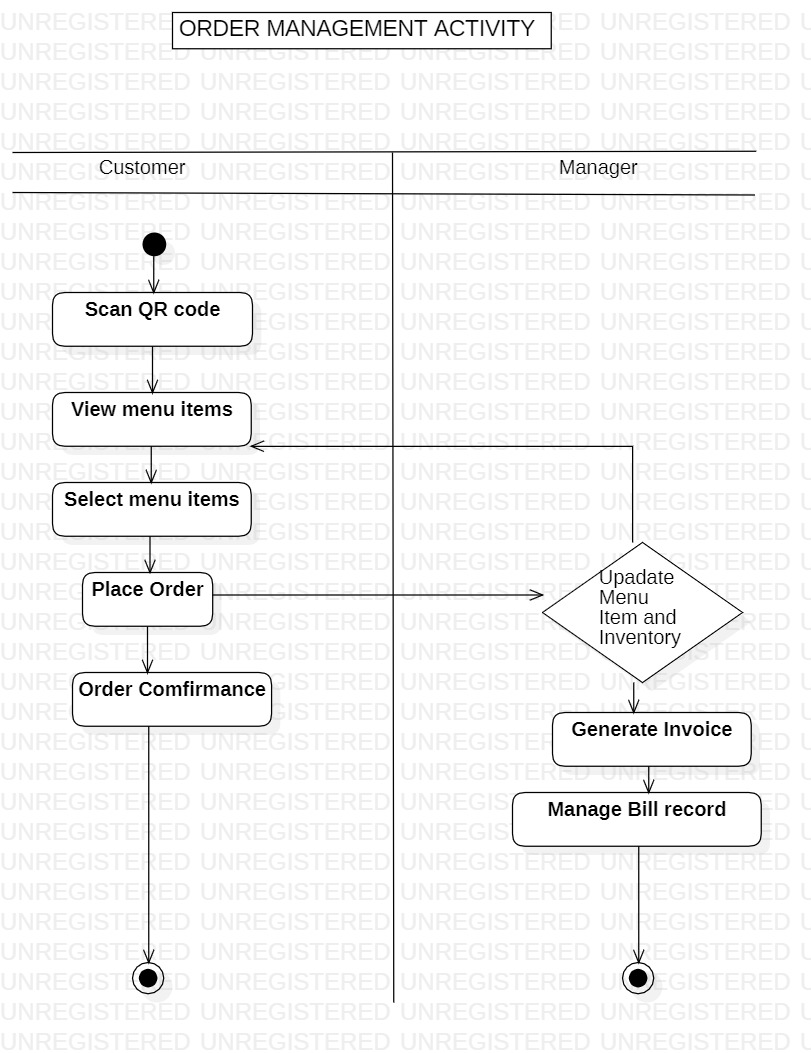 ORDER MANAGEMENT ACTIVITY
Customer
Manager
Scan QR code
View menu items
Select menu items
Place Order
Upadate
Menu
Item and
Inventory
Order Comfirmance
Generate Invoice
Manage Bill record
UNREGISTERED